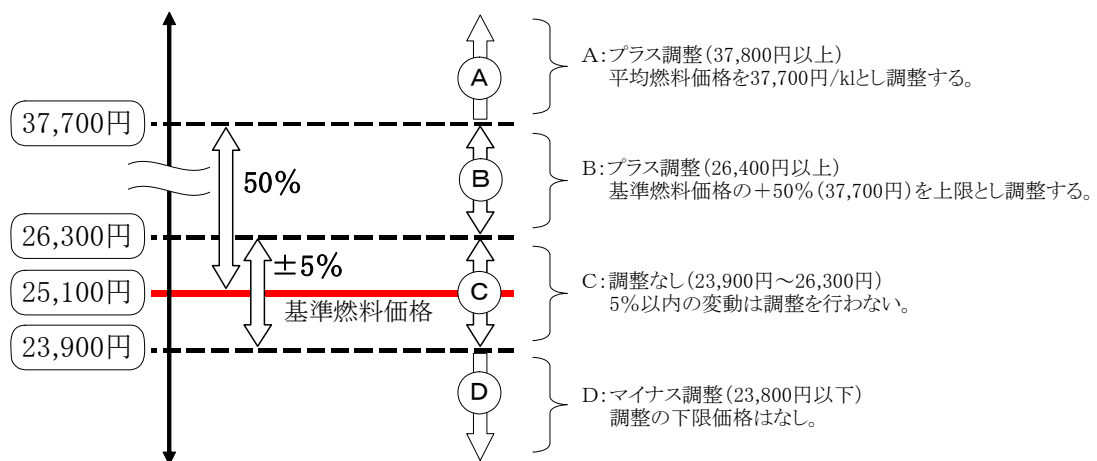 A
A:プラス調整(37,800円以上)
平均燃料価格を37,700円/klとし調整する。
37,700円
50%
B
B:プラス調整(26,400円以上)
基準燃料価格の+50%(37,700円)を上限とし調整する。
26,300円
±5%
25,100円
基準燃料価格
C
C:調整なし(23,900円～26,300円)
5%以内の変動は調整を行わない。
23,900円
D
D:マイナス調整(23,800円以下)
調整の下限価格はなし。